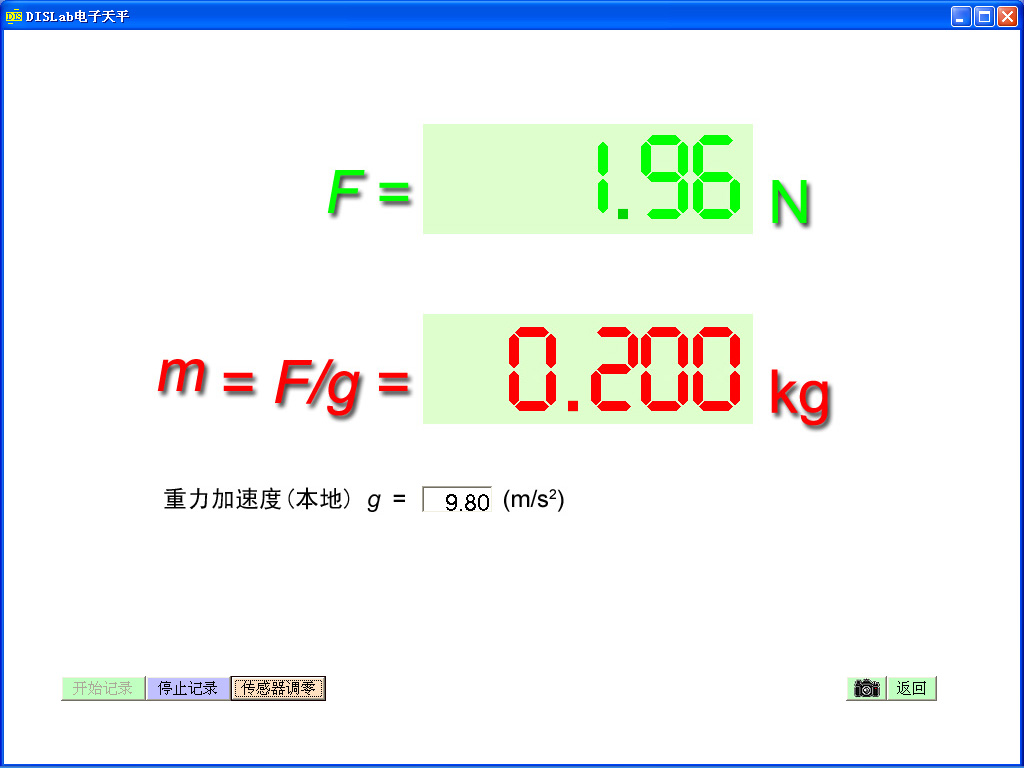 DIS DISLab电子天平
F = 1.96 N
m = F/g = 0.200 kg
重力加速度(本地) g = 9.80 (m/s²)
开始记录 停止记录 传感器调零 返回